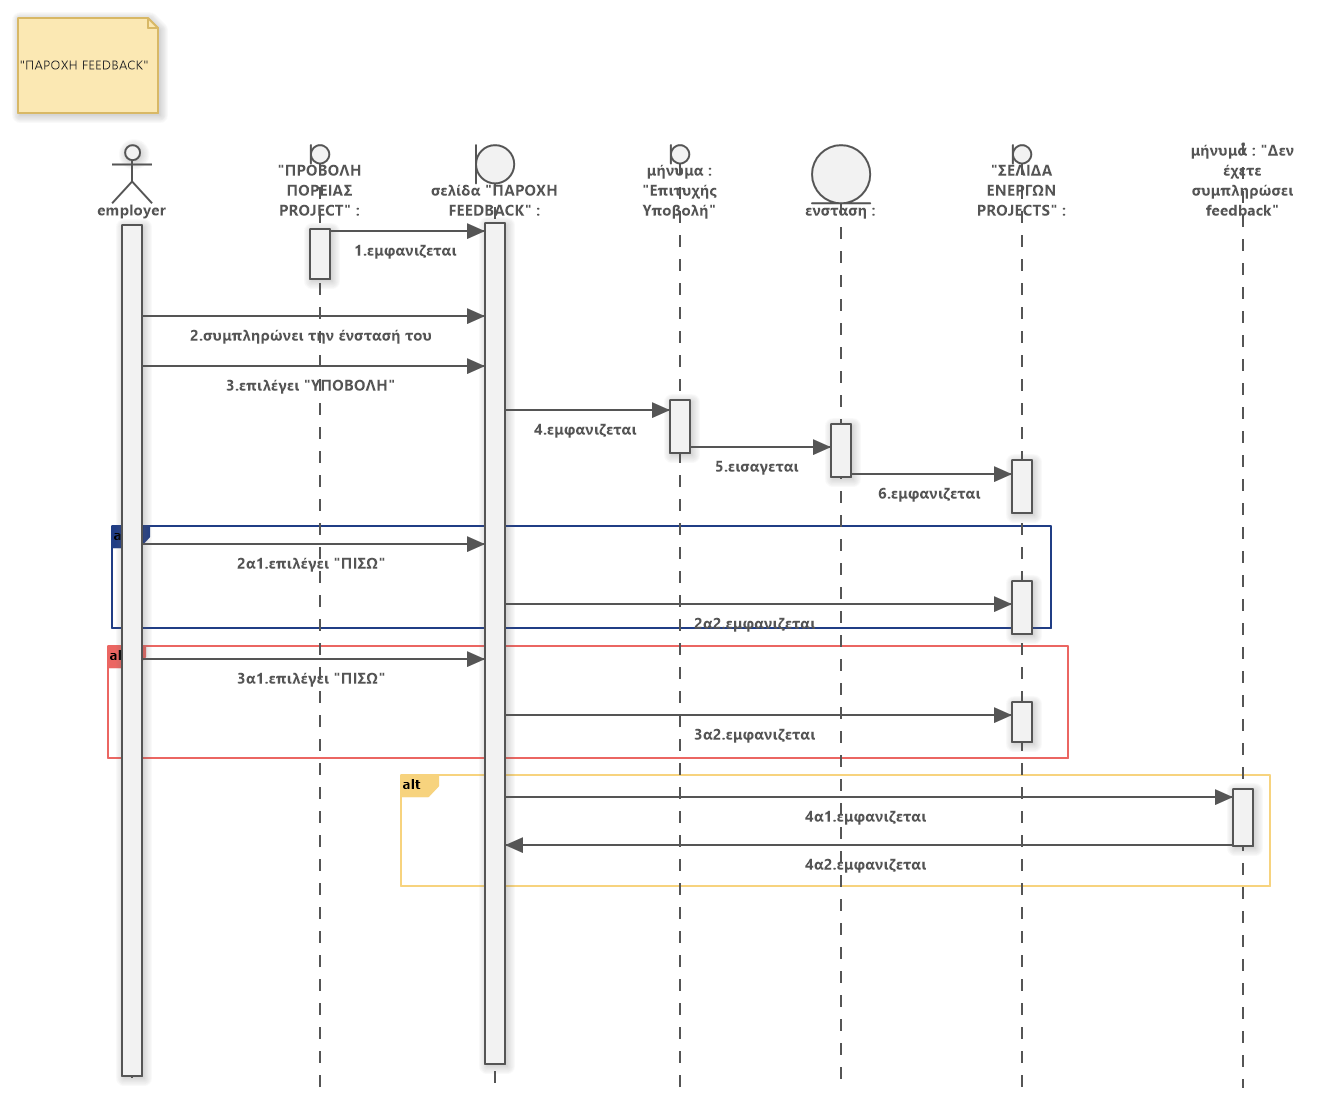 "ΠΑΡΟΧΗ FEEDBACK"
employer
"ΠΡΟΒΟΛΗ
ΠΟΡΕΙΑΣ
PROJECT" :
σελίδα "ΠΑΡΟΧΗ
FEEDBACK" :
μήνυμα :
"Επιτυχής
Υποβολή"
ενσταση :
"ΣΕΛΙΔΑ
ΕΝΕΡΓΩΝ
PROJECTS" :
μήνυμα : "Δεν
έχετε
συμπληρώσει
feedback"
1.εμφανιζεται
2.συμπληρώνει την ένστασή του
3.επιλέγει "ΥΠΟΒΟΛΗ"
4.εμφανιζεται
5.εισαγεται
6.εμφανιζεται
2α1.επιλέγει "ΠΙΣΩ"
2α2.εμφανιζεται
3α1.επιλέγει "ΠΙΣΩ"
3α2.εμφανιζεται
alt
4α1.εμφανιζεται
4α2.εμφανιζεται